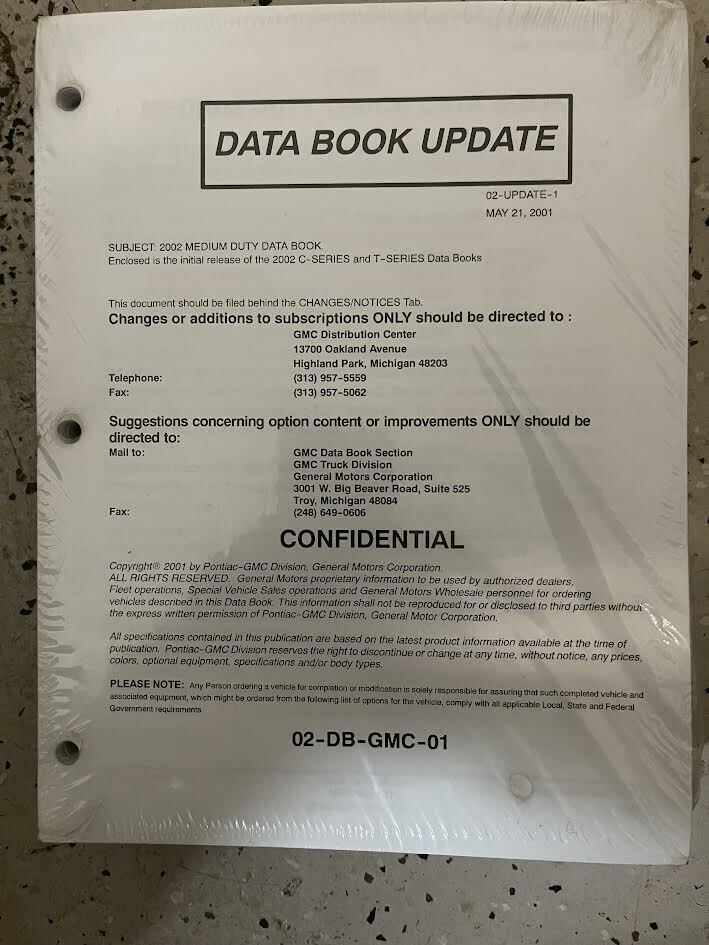 DATA BOOK UPDATE
02-UPDATE-1
MAY 21, 2001
SUBJECT: 2002 MEDIUM DUTY DATA BOOK.
Enclosed is the initial release of the 2002 C-SERIES and T-SERIES Data Books
This document should be filed behind the CHANGES/NOTICES Tab.
Changes or additions to subscriptions ONLY should be directed to :
GMC Distribution Center
13700 Oakland Avenue
Highland Park, Michigan 48203
Telephone: (313) 957-5559
Fax: (313) 957-5062
Suggestions concerning option content or improvements ONLY should be
directed to:
Mail to: GMC Data Book Section
GMC Truck Division
General Motors Corporation
3001 W. Big Beaver Road, Suite 525
Troy, Michigan 48084
Fax: (248) 649-0606
CONFIDENTIAL
Copyright® 2001 by Pontiac-GMC Division, General Motors Corporation.
ALL RIGHTS RESERVED. General Motors proprietary information to be used by authorized dealers,
Fleet operations, Special Vehicle Sales operations and General Motors Wholesale personnel for ordering
vehicles described in this Data Book. This information shall not be reproduced for or disclosed to third parties without
the express written permission of Pontiac-GMC Division, General Motor Corporation.
All specifications contained in this publication are based on the latest product information available at the time of
publication. Pontiac-GMC Division reserves the right to discontinue or change at any time, without notice, any prices,
colors, optional equipment, specifications and/or body types.
PLEASE NOTE: Any Person ordering a vehicle for completion or modification is solely responsible for assuring that such completed vehicle and
associated equipment, which might be ordered from the following list of options for the vehicle, comply with all applicable Local, State and Federal
Government requirements.
02-DB-GMC-01